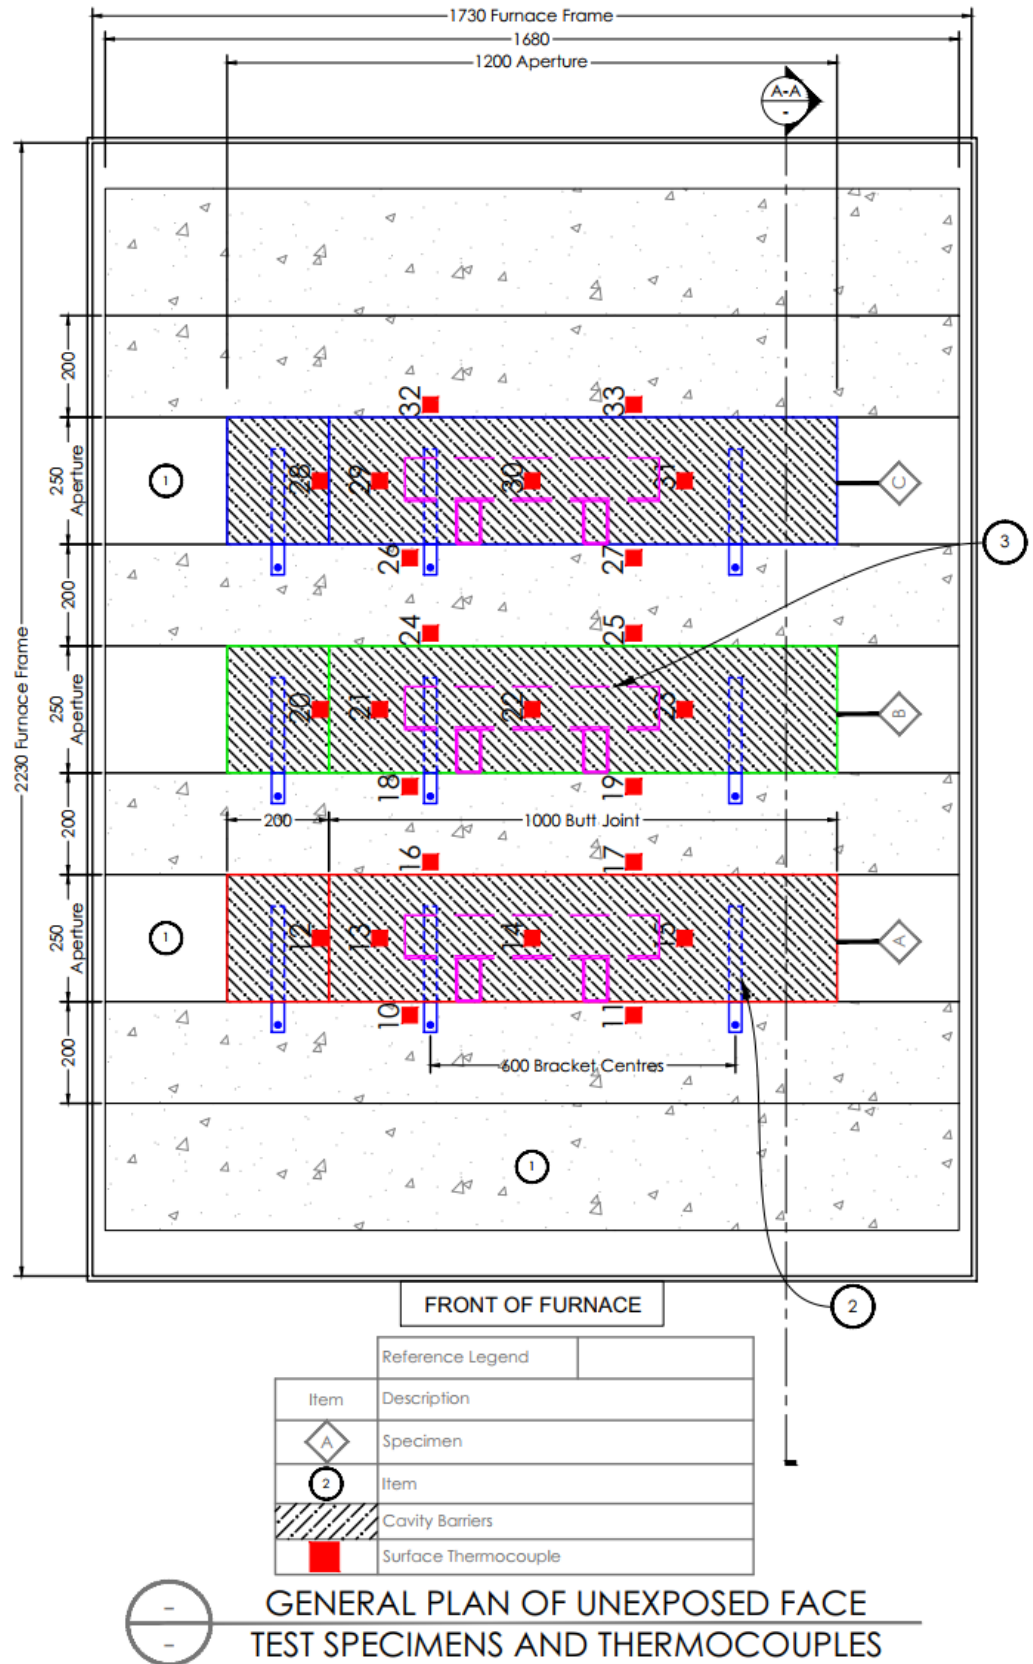 1730 Furnace Frame
1680
1200 Aperture
A-A
-
2230 Furnace Frame
200
32
33
250 Aperture
1
28
29
30
31
C
200
26
27
3
24
25
250 Aperture
20
21
22
23
B
200
18
19
200
1000 Butt Joint
16
17
250 Aperture
1
12
13
14
15
A
200
10
11
600 Bracket Centres
1
2
FRONT OF FURNACE
Reference Legend
Item Description
A Specimen
2 Item
Cavity Barriers
Surface Thermocouple
-
-
GENERAL PLAN OF UNEXPOSED FACE
TEST SPECIMENS AND THERMOCOUPLES